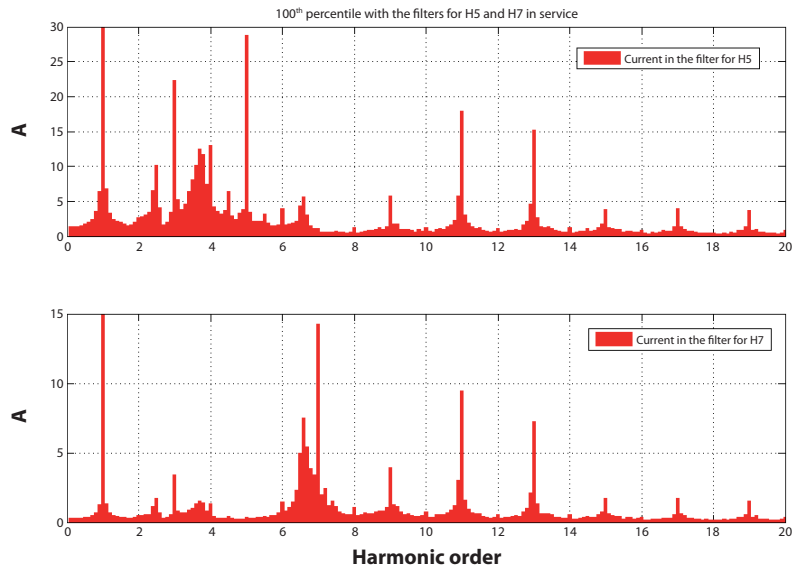 100th percentile with the filters for H5 and H7 in service
30
25
20
15
10
5
0
A
Current in the filter for H5
0 2 4 6 8 10 12 14 16 18 20
15
10
5
0
A
Current in the filter for H7
0 2 4 6 8 10 12 14 16 18 20
Harmonic order